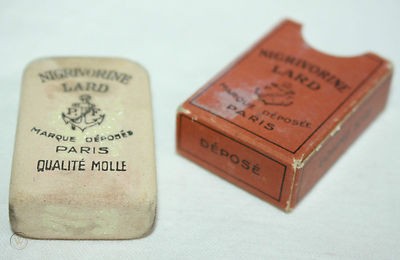 NIGRIVORINE
LARD
P F
MARQUE DÉPOSÉE
PARIS
QUALITÉ MOLLE
NIGRIVORINE
LARD
MARQUE DÉPOSÉE
PARIS
DÉPOSÉ